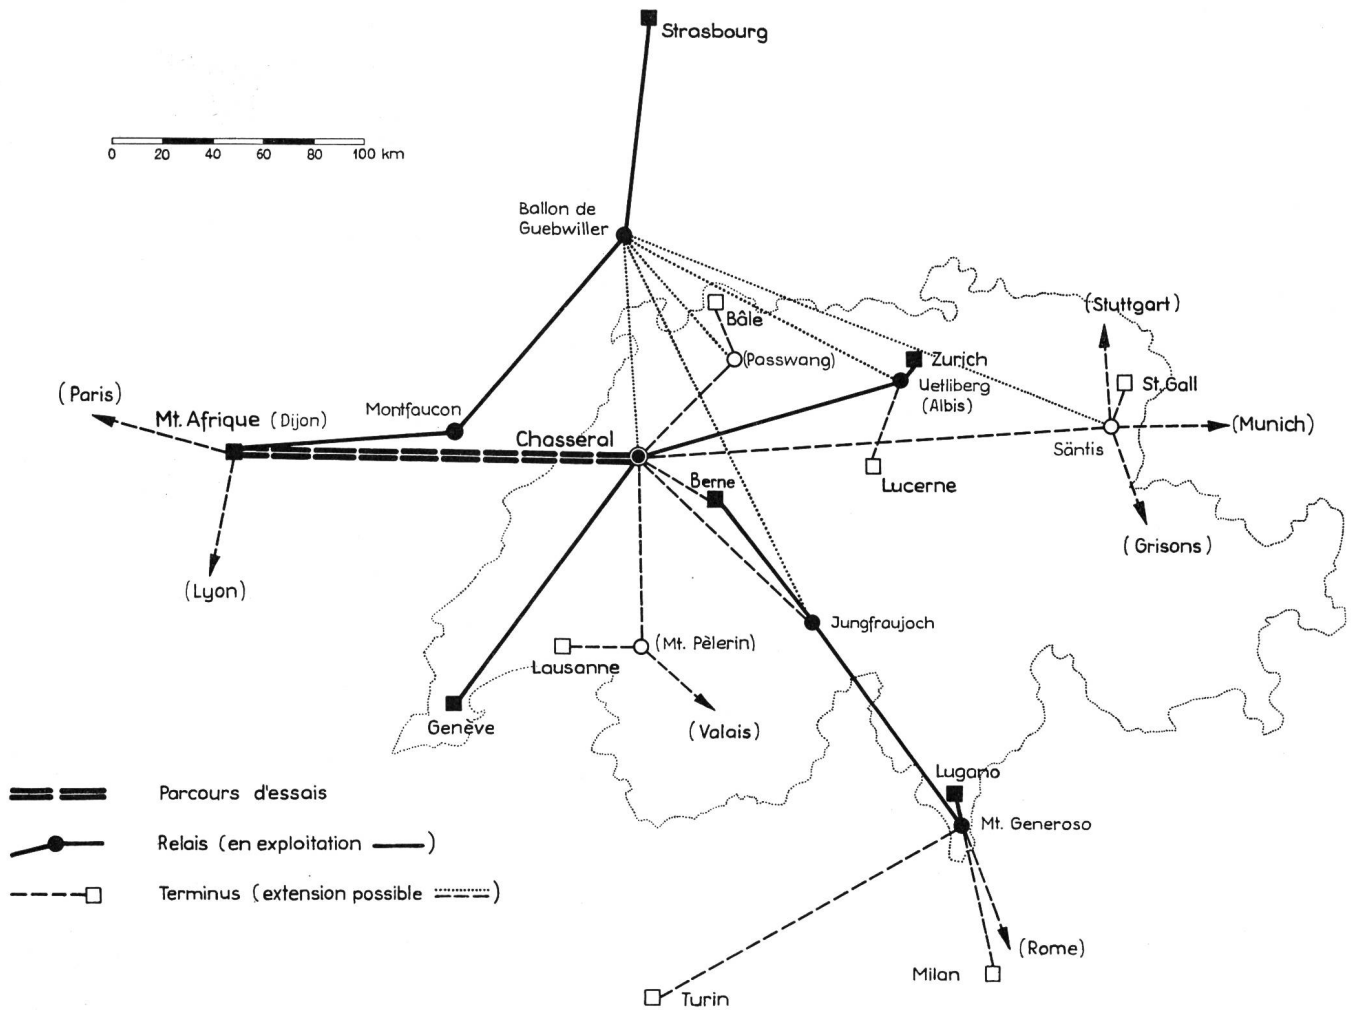 Strasbourg
0 20 40 60 80 100 km
Ballon de
Guebwiller
(Stuttgart)
Bâle
(Passwang)
Zurich
Uetliberg
(Albis)
St. Gall
(Paris)
Mt. Afrique (Dijon)
Montfaucon
Chasseral
(Munich)
Säntis
Berne
Lucerne
(Grisons)
(Lyon)
Jungfraujoch
(Mt. Pèlerin)
Lausanne
(Valais)
Genève
Lugano
Mt. Generoso
Parcours d'essais
Relais (en exploitation )
Terminus (extension possible )
(Rome)
Milan
Turin